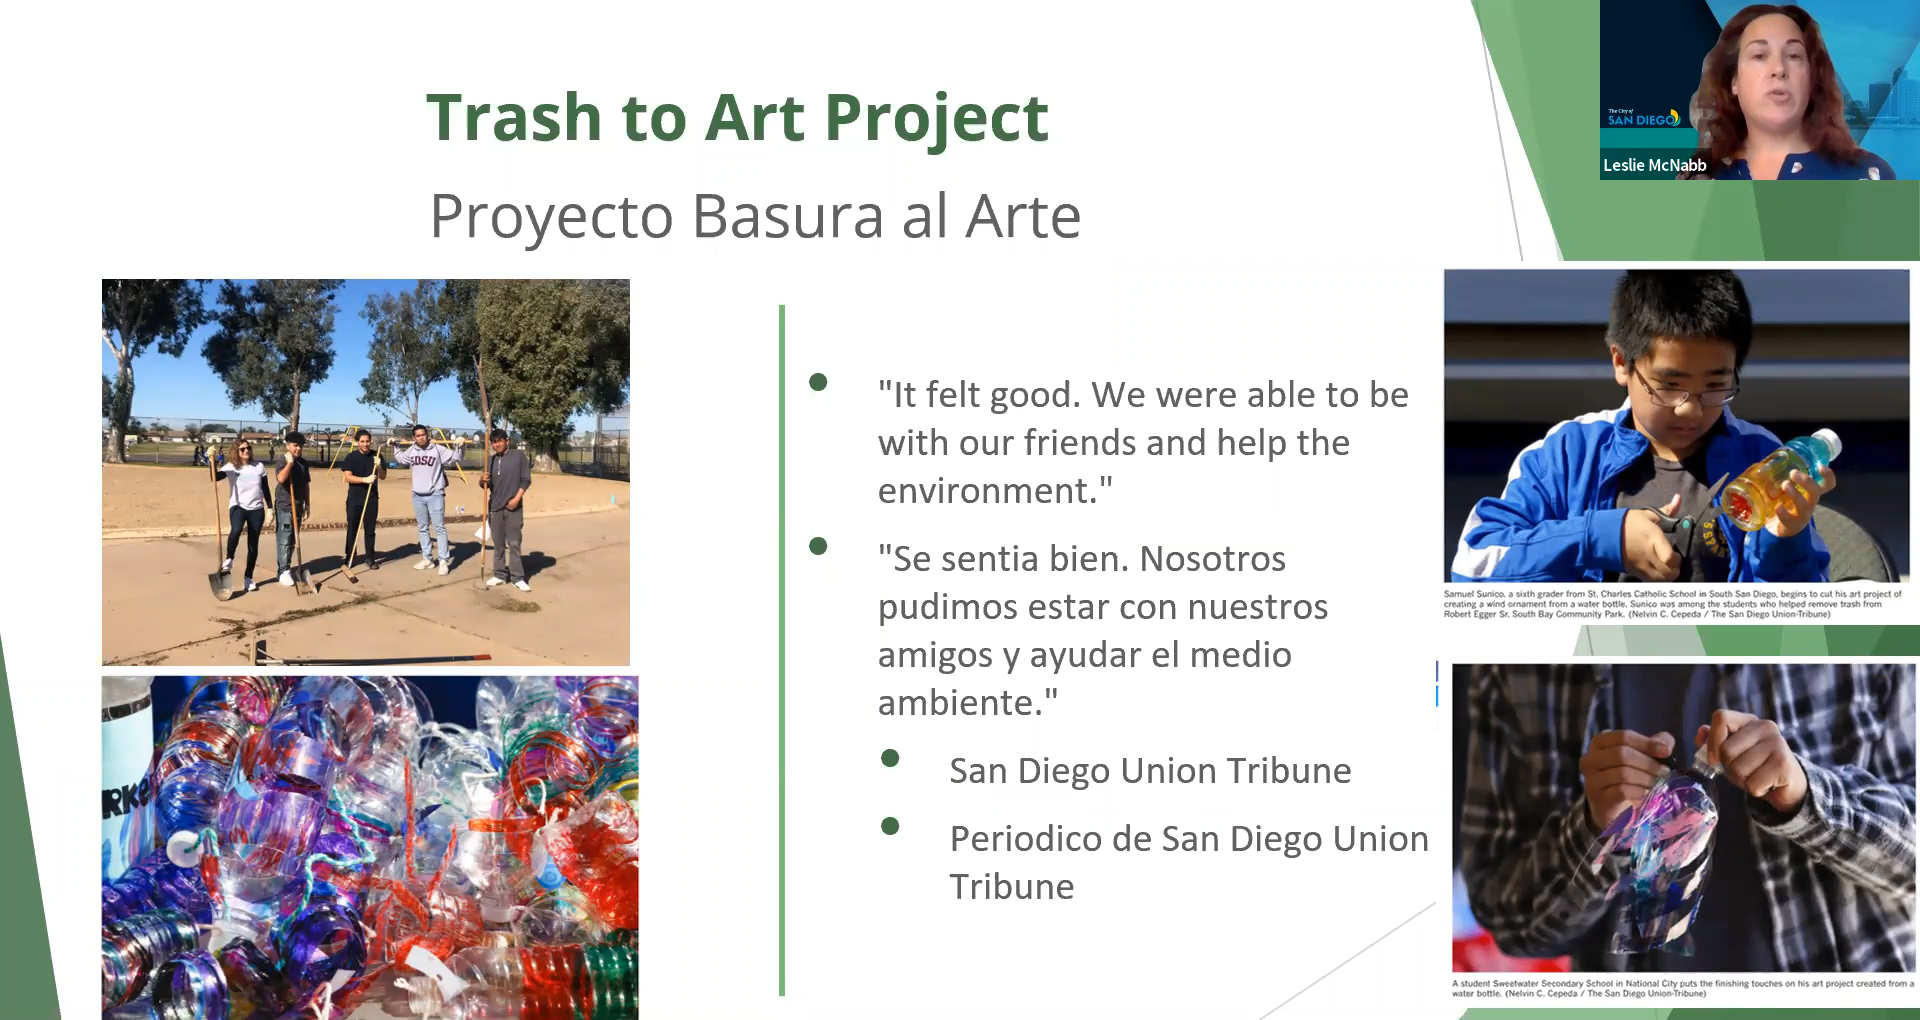 Trash to Art Project
Proyecto Basura al Arte
The City of
SAN DIEGO
Leslie McNabb
"It felt good. We were able to be
with our friends and help the
environment."
"Se sentia bien. Nosotros
pudimos estar con nuestros
amigos y ayudar el medio
ambiente."
San Diego Union Tribune
Periodico de San Diego Union
Tribune
SDSU
Samuel Sunico, a sixth grader from St. Charles Catholic School in South San Diego, begins to cut his art project of
creating a wind ornament from a water bottle. Sunico was among the students who helped remove trash from
Robert Egger Sr. South Bay Community Park. (Nelvin C. Cepeda / The San Diego Union-Tribune)
A student Sweetwater Secondary School in National City puts the finishing touches on his art project created from a
water bottle. (Nelvin C. Cepeda / The San Diego Union-Tribune)